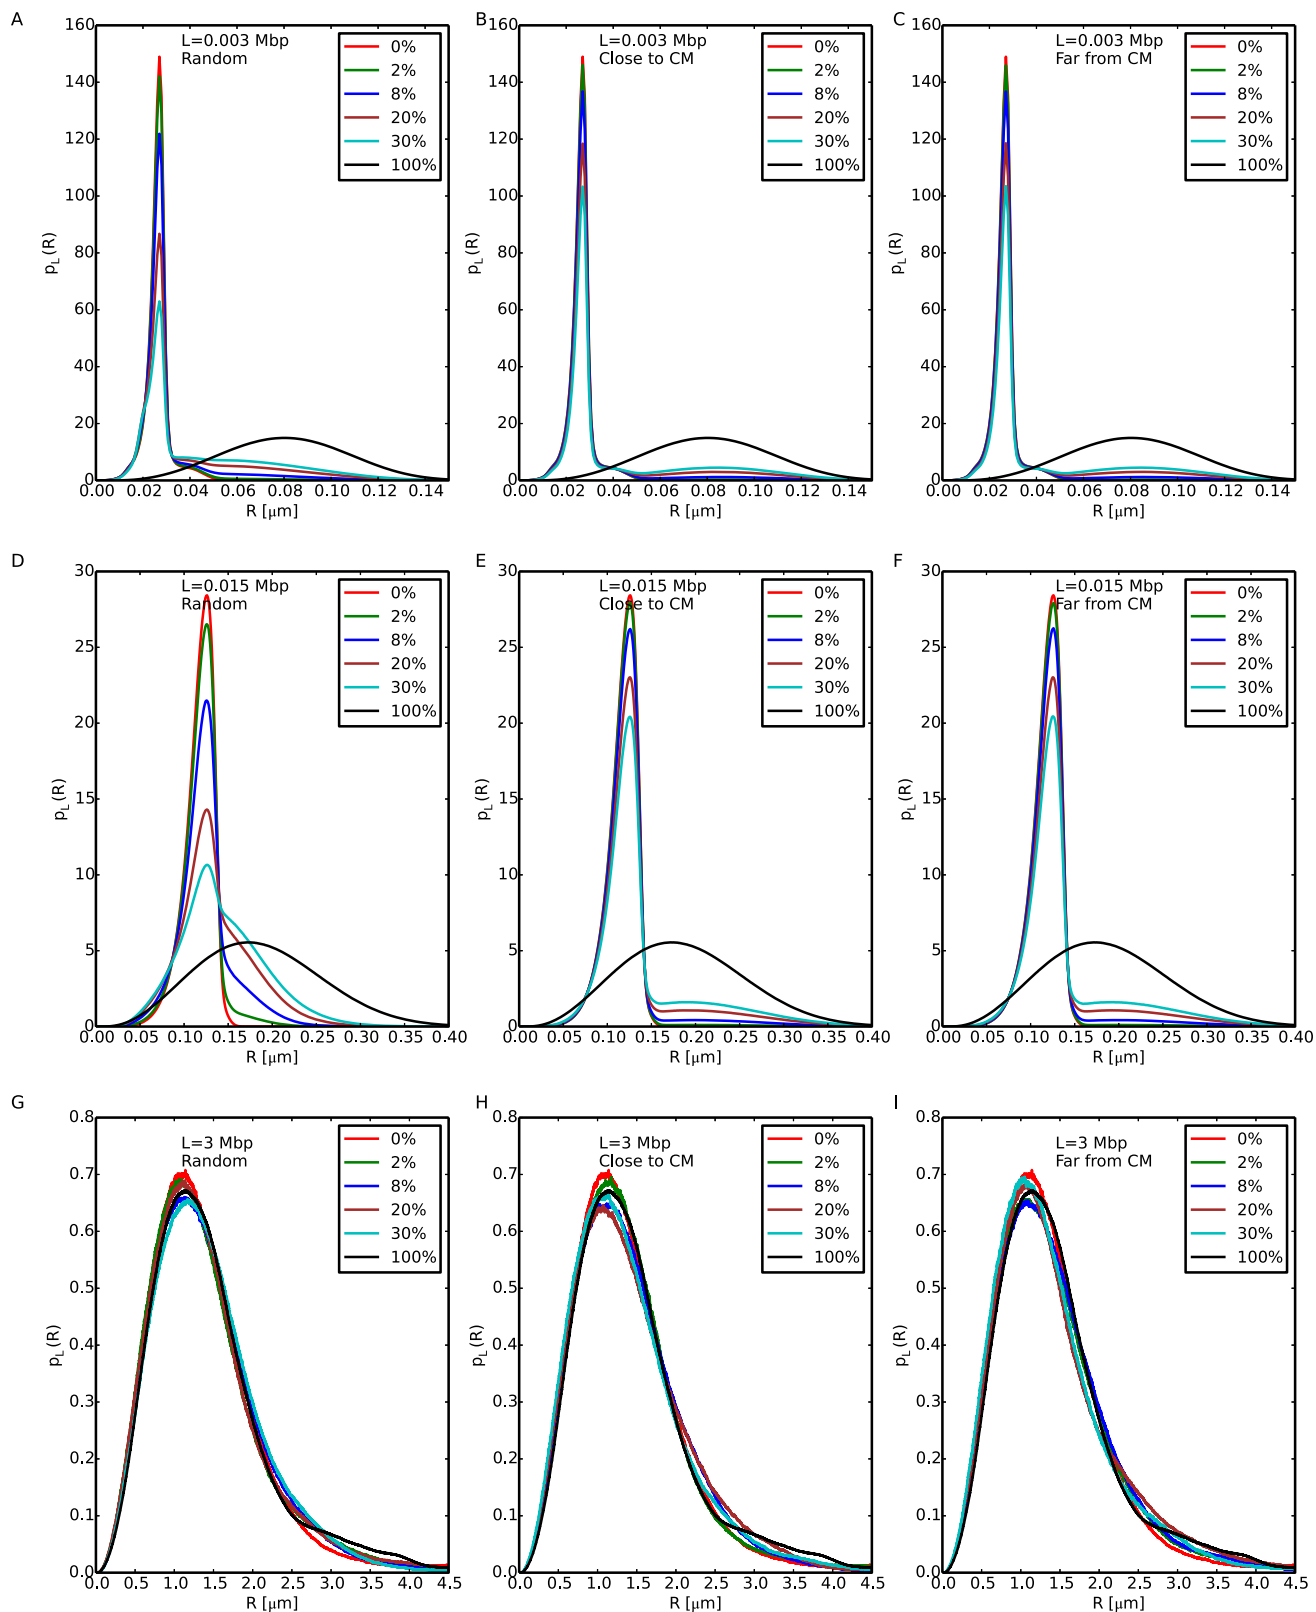 A
160
140
120
100
80
60
40
20
0
p_L(R)
0.00 0.02 0.04 0.06 0.08 0.10 0.12 0.14
R [μm]
L=0.003 Mbp
Random
0%
2%
8%
20%
30%
100%
B
160
140
120
100
80
60
40
20
0
p_L(R)
0.00 0.02 0.04 0.06 0.08 0.10 0.12 0.14
R [μm]
L=0.003 Mbp
Close to CM
0%
2%
8%
20%
30%
100%
C
160
140
120
100
80
60
40
20
0
p_L(R)
0.00 0.02 0.04 0.06 0.08 0.10 0.12 0.14
R [μm]
L=0.003 Mbp
Far from CM
0%
2%
8%
20%
30%
100%
D
30
25
20
15
10
5
0
p_L(R)
0.00 0.05 0.10 0.15 0.20 0.25 0.30 0.35 0.40
R [μm]
L=0.015 Mbp
Random
0%
2%
8%
20%
30%
100%
E
30
25
20
15
10
5
0
p_L(R)
0.00 0.05 0.10 0.15 0.20 0.25 0.30 0.35 0.40
R [μm]
L=0.015 Mbp
Close to CM
0%
2%
8%
20%
30%
100%
F
30
25
20
15
10
5
0
p_L(R)
0.00 0.05 0.10 0.15 0.20 0.25 0.30 0.35 0.40
R [μm]
L=0.015 Mbp
Far from CM
0%
2%
8%
20%
30%
100%
G
0.8
0.7
0.6
0.5
0.4
0.3
0.2
0.1
0.0
p_L(R)
0.0 0.5 1.0 1.5 2.0 2.5 3.0 3.5 4.0 4.5
R [μm]
L=3 Mbp
Random
0%
2%
8%
20%
30%
100%
H
0.8
0.7
0.6
0.5
0.4
0.3
0.2
0.1
0.0
p_L(R)
0.0 0.5 1.0 1.5 2.0 2.5 3.0 3.5 4.0 4.5
R [μm]
L=3 Mbp
Close to CM
0%
2%
8%
20%
30%
100%
I
0.8
0.7
0.6
0.5
0.4
0.3
0.2
0.1
0.0
p_L(R)
0.0 0.5 1.0 1.5 2.0 2.5 3.0 3.5 4.0 4.5
R [μm]
L=3 Mbp
Far from CM
0%
2%
8%
20%
30%
100%